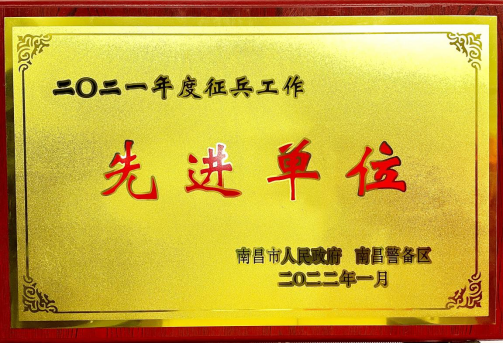 二〇二一年度征兵工作
先进单位
南昌市人民政府 南昌警备区
二〇二二年一月